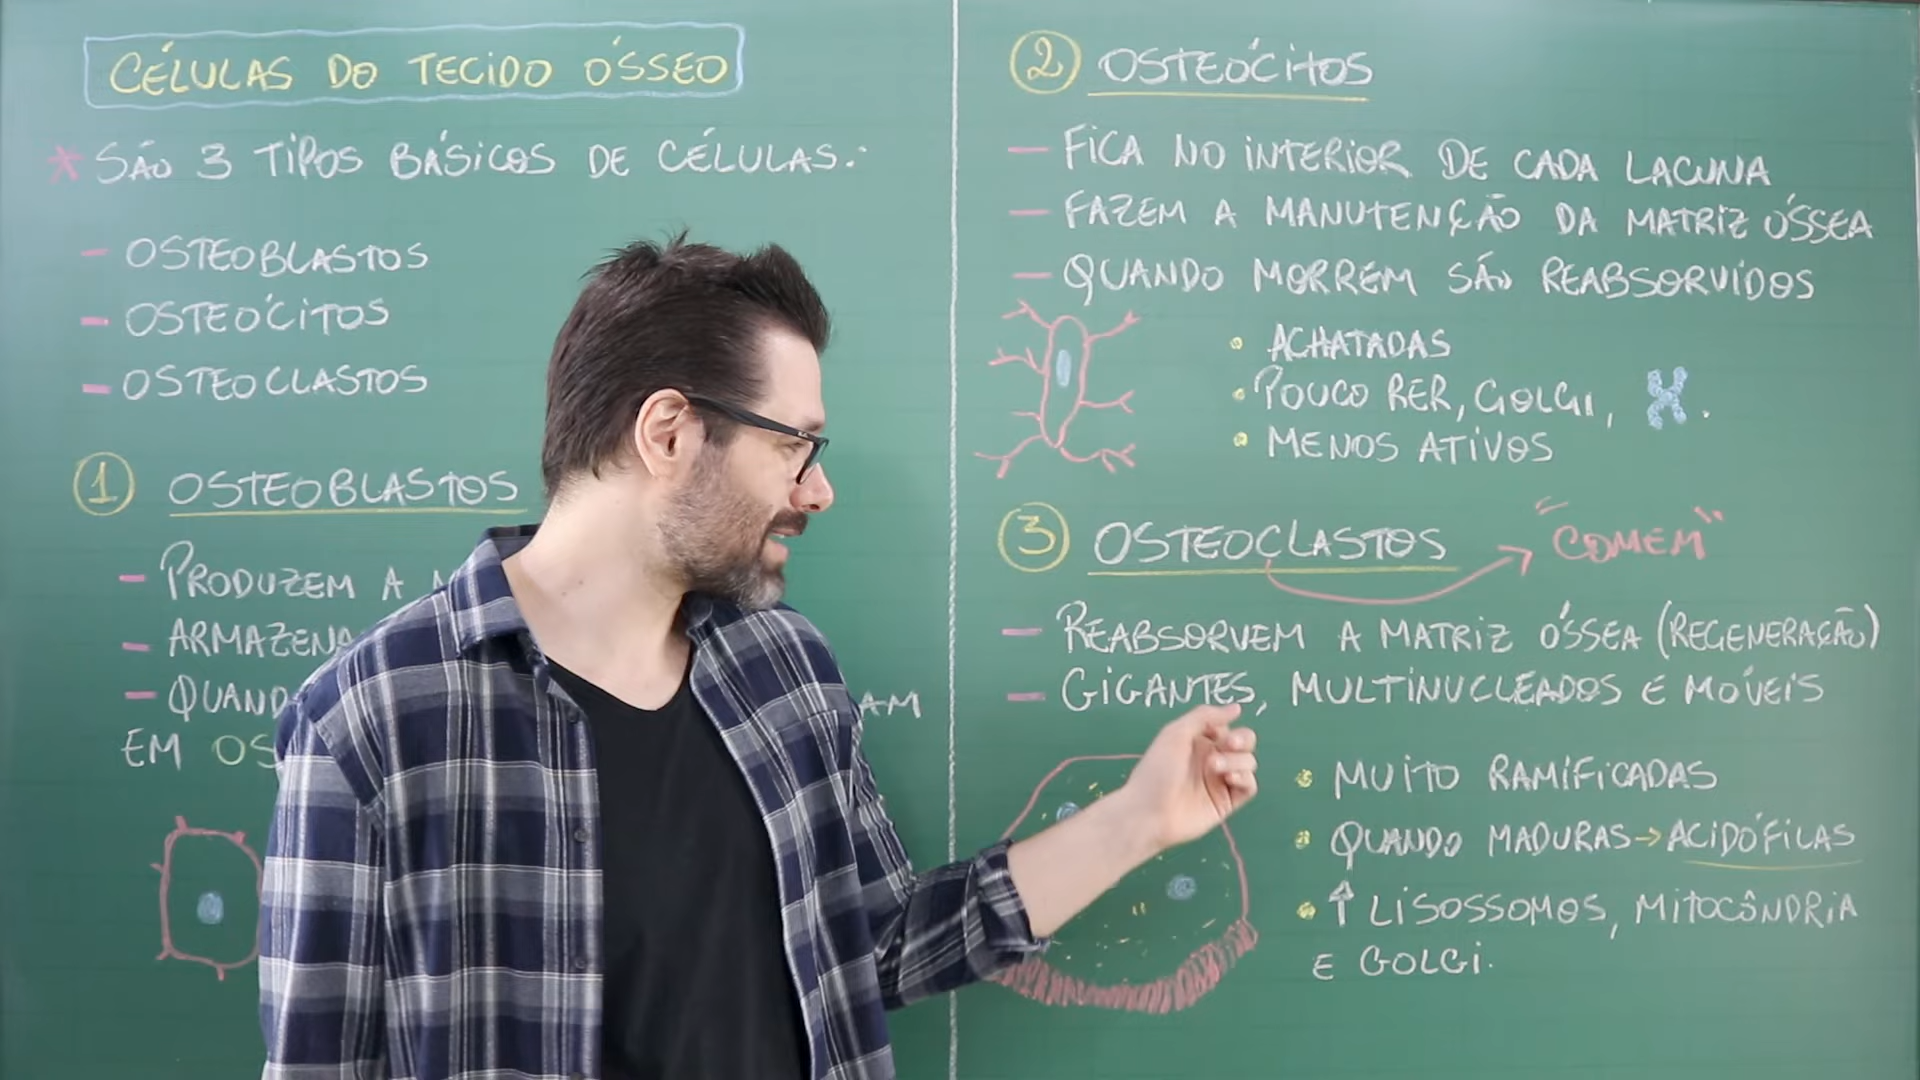 CÉLULAS DO TECIDO ÓSSEO
* SÃO 3 TIPOS BÁSICOS DE CÉLULAS:
- OSTEOBLASTOS
- OSTEÓCITOS
- OSTEOCLASTOS
1 OSTEOBLASTOS
- PRODUZEM A
- ARMAZENA
- QUAND AM
EM OS
2 OSTEÓCITOS
- FICA NO INTERIOR DE CADA LACUNA
- FAZEM A MANUTENÇÃO DA MATRIZ ÓSSEA
- QUANDO MORREM SÃO REABSORVIDOS
• ACHATADAS
• POUCO RER, GOLGI, .
• MENOS ATIVOS
3 OSTEOCLASTOS → "COMEM"
- REABSORVEM A MATRIZ ÓSSEA (REGENERAÇÃO)
- GIGANTES, MULTINUCLEADOS E MÓVEIS
• MUITO RAMIFICADAS
• QUANDO MADURAS → ACIDÓFILAS
• ↑ LISOSSOMOS, MITOCÔNDRIA
E GOLGI.